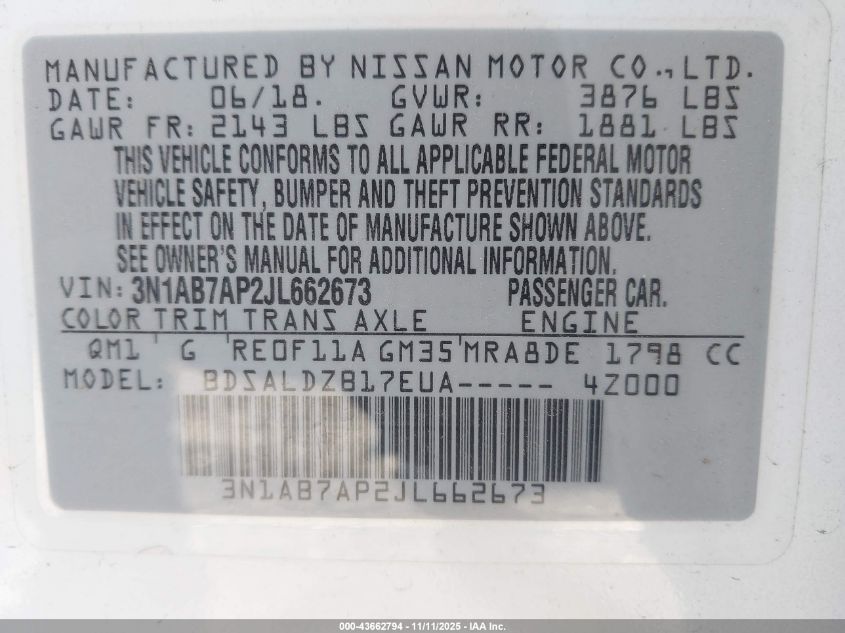 MANUFACTURED BY NISSAN MOTOR CO., LTD.
DATE: 06/18. GVWR: 3876 LBS
GAWR FR: 2143 LBS GAWR RR: 1881 LBS
THIS VEHICLE CONFORMS TO ALL APPLICABLE FEDERAL MOTOR
VEHICLE SAFETY, BUMPER AND THEFT PREVENTION STANDARDS
IN EFFECT ON THE DATE OF MANUFACTURE SHOWN ABOVE.
SEE OWNER'S MANUAL FOR ADDITIONAL INFORMATION.
VIN: 3N1AB7AP2JL662673 PASSENGER CAR.
COLOR TRIM TRANS AXLE ENGINE
QM1 ' G 'RE0F11A GM35'MRA8DE 1798 CC
MODEL: BDSALDZB17EUA----- 4Z000
3N1AB7AP2JL662673
000-43662794 - 11/11/2025 - IAA Inc.